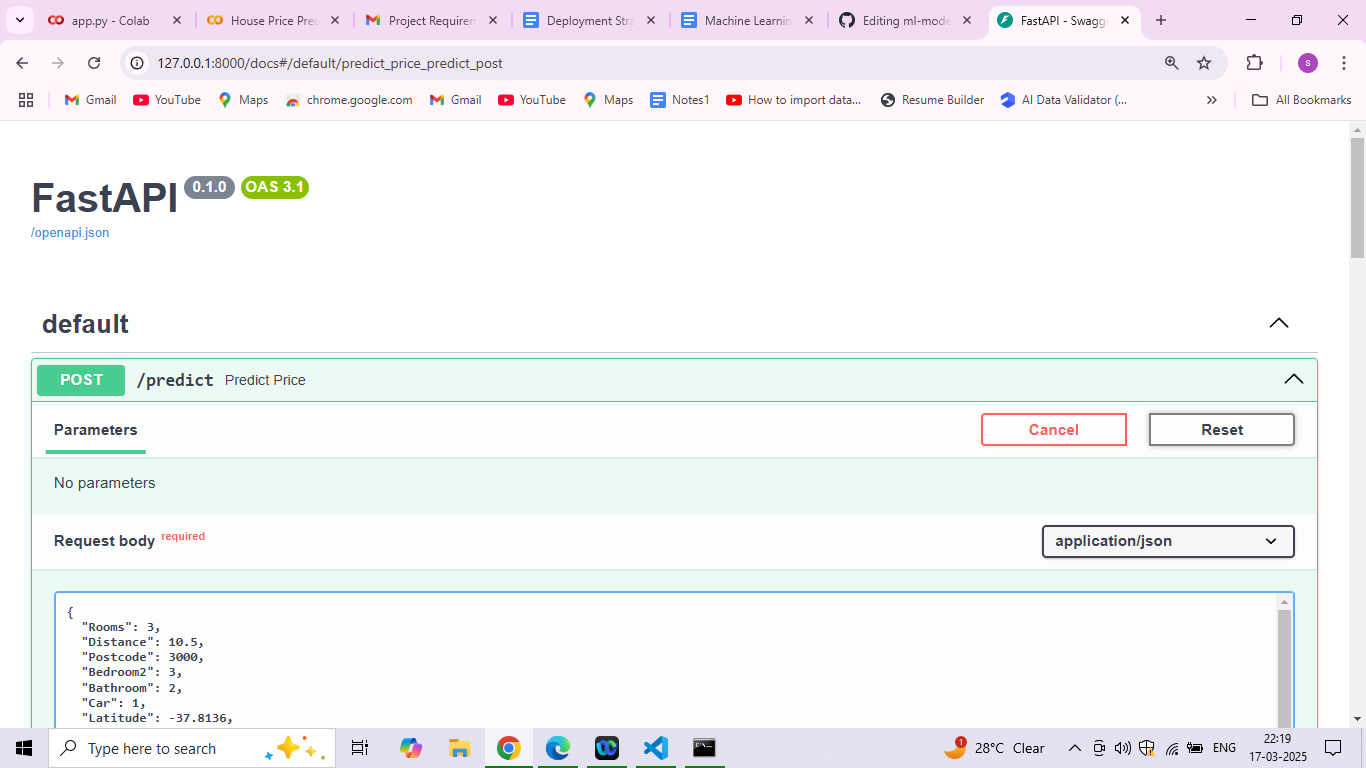 app.py - Colab
House Price Pred
Project Requiren
Deployment Stra
Machine Learnin
Editing ml-mode
FastAPI - Swagg
127.0.0.1:8000/docs#/default/predict_price_predict_post
S
Gmail
YouTube
Maps
chrome.google.com
Gmail
YouTube
Maps
Notes1
How to import data...
Resume Builder
AI Data Validator (...
All Bookmarks
FastAPI 0.1.0 OAS 3.1
/openapi.json
default
POST /predict Predict Price
Parameters
Cancel
Reset
No parameters
Request body required
application/json
{
"Rooms": 3,
"Distance": 10.5,
"Postcode": 3000,
"Bedroom2": 3,
"Bathroom": 2,
"Car": 1,
"Latitude": -37.8136,
Type here to search
1
28°C Clear
ENG
22:19
17-03-2025